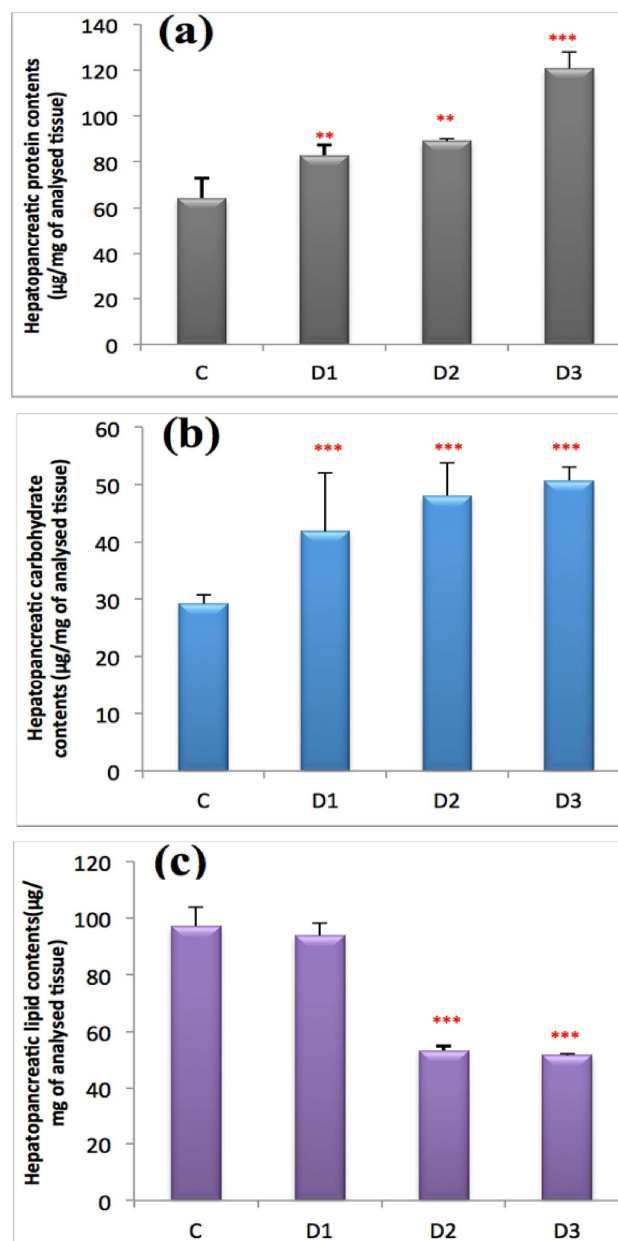 (a)
Hepatopancreatic protein contents
(µg/mg of analysed tissue)
140
120
100
80
60
40
20
0
**
**
***
C D1 D2 D3
(b)
Hepatopancreatic carbohydrate
contents (µg/mg of analysed tissue)
60
50
40
30
20
10
0
*** *** ***
C D1 D2 D3
(c)
Hepatopancreatic lipid contents(µg/
mg of analysed tissue)
120
100
80
60
40
20
0
*** ***
C D1 D2 D3